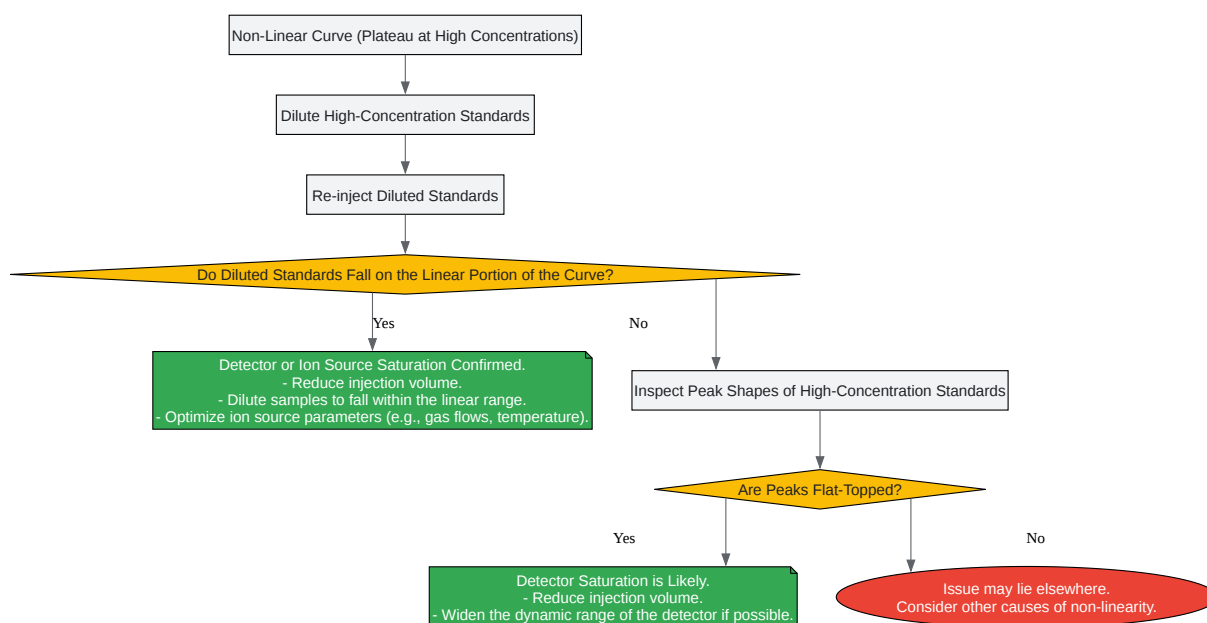 Non-Linear Curve (Plateau at High Concentrations)
Dilute High-Concentration Standards
Re-inject Diluted Standards
Do Diluted Standards Fall on the Linear Portion of the Curve?
Yes
No
Detector or Ion Source Saturation Confirmed.
- Reduce injection volume.
- Dilute samples to fall within the linear range.
- Optimize ion source parameters (e.g., gas flows, temperature).
Inspect Peak Shapes of High-Concentration Standards
Are Peaks Flat-Topped?
Yes
No
Detector Saturation is Likely.
- Reduce injection volume.
- Widen the dynamic range of the detector if possible.
Issue may lie elsewhere.
Consider other causes of non-linearity.